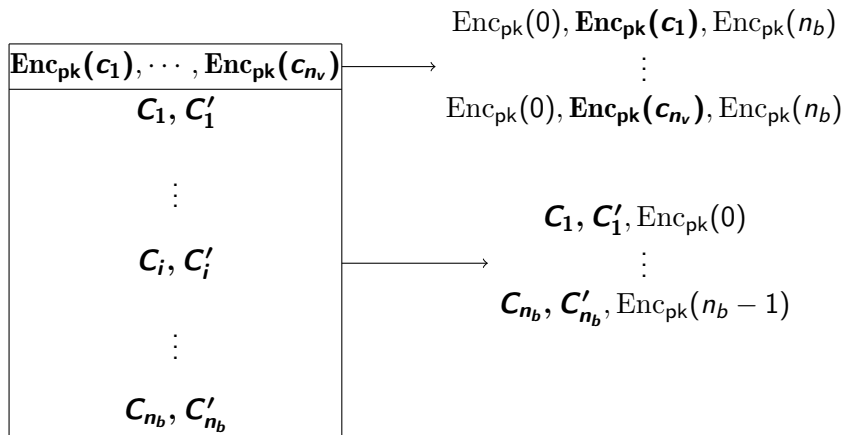 Enc_pk(c_1), ⋯ , Enc_pk(c_{n_v})
C_1, C′_1
⋮
C_i, C′_i
⋮
C_{n_b}, C′_{n_b}
Enc_pk(0), Enc_pk(c_1), Enc_pk(n_b)
⋮
Enc_pk(0), Enc_pk(c_{n_v}), Enc_pk(n_b)
C_1, C′_1, Enc_pk(0)
⋮
C_{n_b}, C′_{n_b}, Enc_pk(n_b − 1)